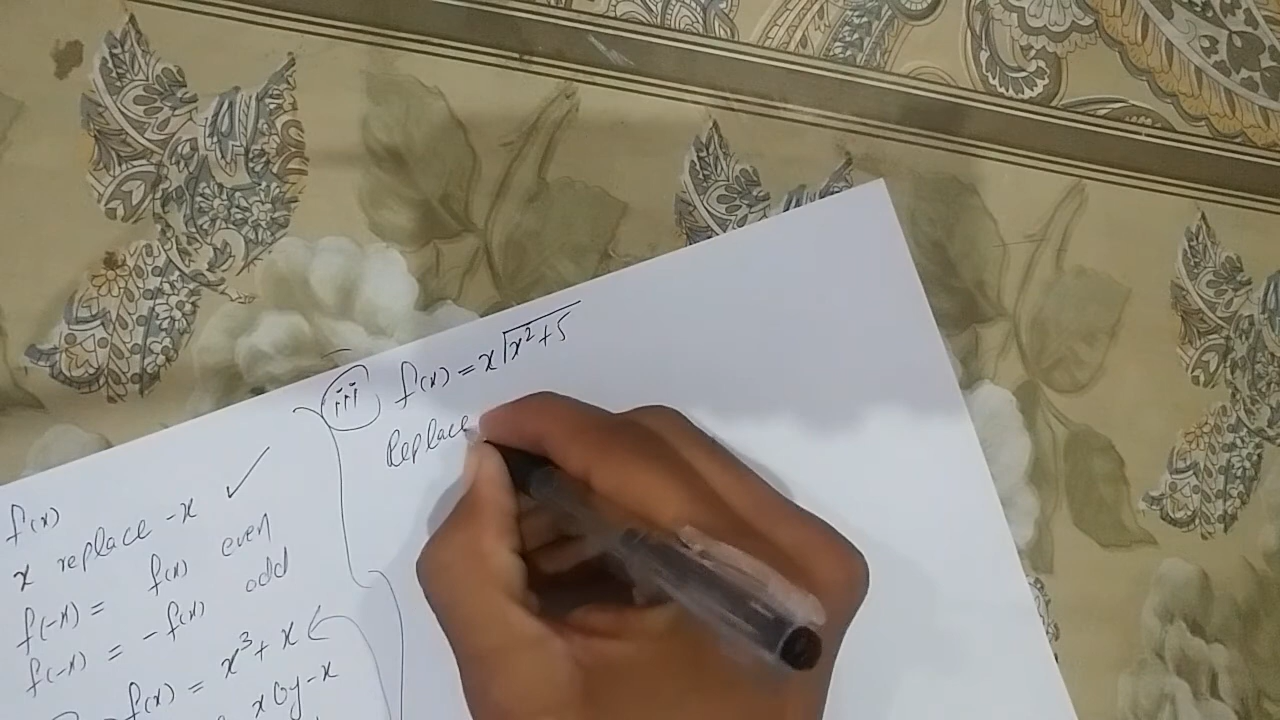 f(x)
x replace -x ✓
f(-x) = f(x) even
f(-x) = -f(x) odd
f(x) = x³ + x
x by -x
iii f(x) = x√x²+5
Replace